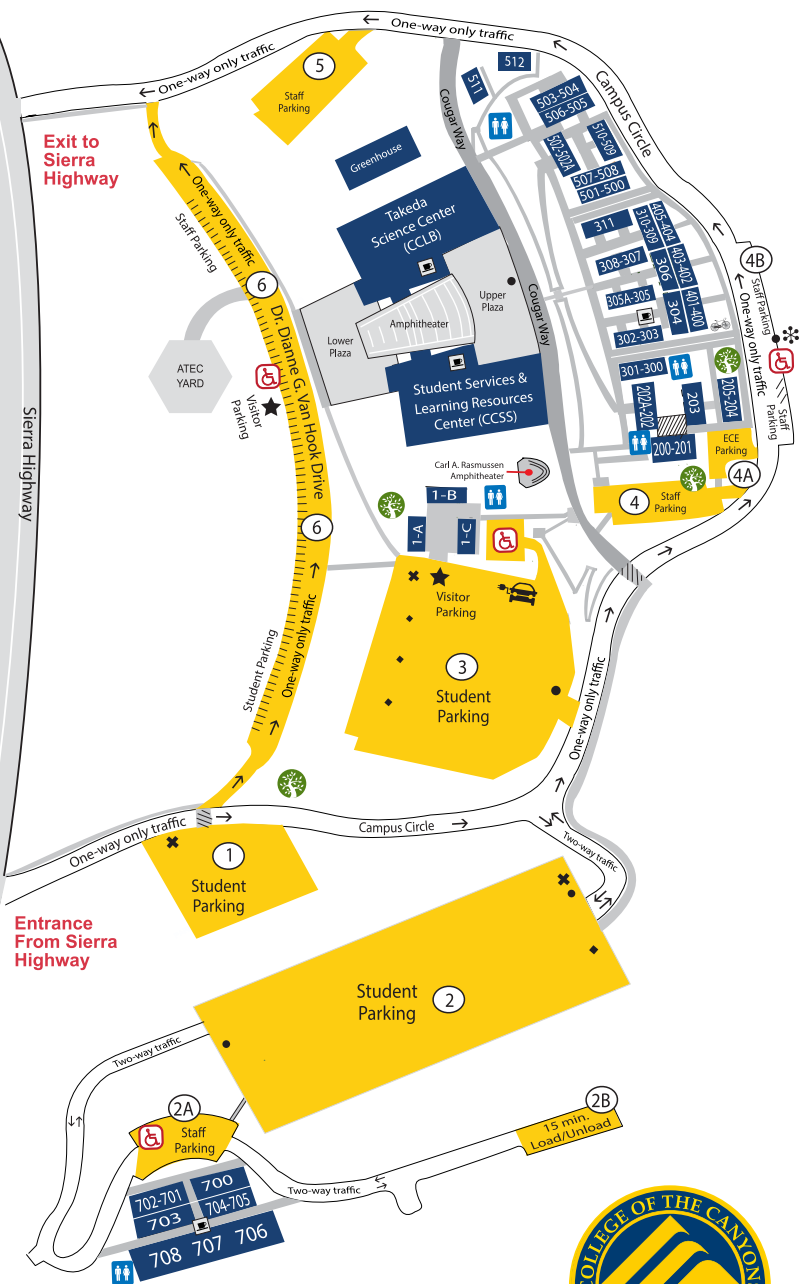 One-way only traffic
One-way only traffic
5
Staff
Parking
512
511
503-504
506-505
Campus Circle
Cougar Way
502-502A
510-509
507-508
501-500
Exit to
Sierra
Highway
Greenhouse
One-way only traffic
Staff Parking
Takeda
Science Center
(CCLB)
311
310-309
405-404
308-307
306
403-402
4B
305A-305
304
401-400
302-303
Staff Parking
One-way only traffic
6
Upper
Plaza
Cougar Way
Amphitheater
Lower
Plaza
Dr. Dianne G. Van Hook Drive
ATEC
YARD
Visitor
Parking
Student Services &
Learning Resources
Center (CCSS)
301-300
202A-202
203
205-204
200-201
Staff
Parking
ECE
Parking
4A
Sierra Highway
Carl A. Rasmussen
Amphitheater
4
Staff
Parking
1-B
1-A
1-C
6
Visitor
Parking
3
Student
Parking
Student Parking
One-way only traffic
One-way only traffic
One-way only traffic
Campus Circle
Two-way traffic
1
Student
Parking
Entrance
From Sierra
Highway
Student
Parking
2
Two-way traffic
2A
Staff
Parking
2B
15 min.
Load/Unload
Two-way traffic
702-701
700
703
704-705
708
707
706
COLLEGE OF THE CANYON